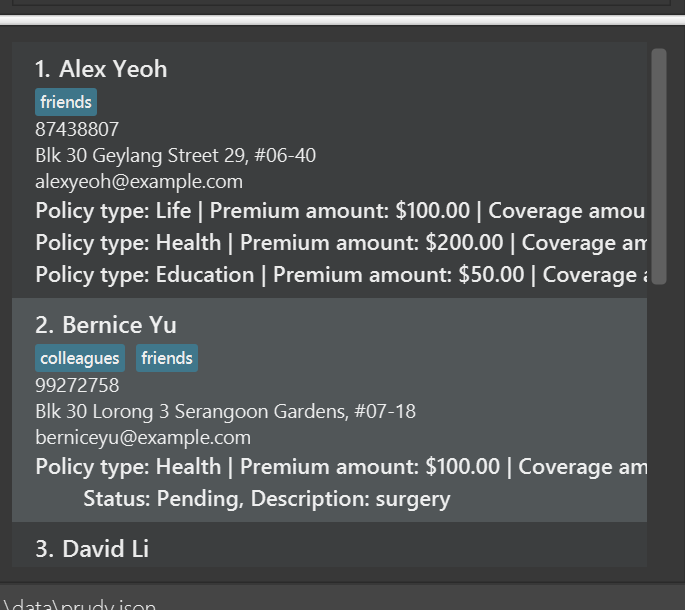 1. Alex Yeoh
friends
87438807
Blk 30 Geylang Street 29, #06-40
alexyeoh@example.com
Policy type: Life | Premium amount: $100.00 | Coverage amou
Policy type: Health | Premium amount: $200.00 | Coverage am
Policy type: Education | Premium amount: $50.00 | Coverage a
2. Bernice Yu
colleagues friends
99272758
Blk 30 Lorong 3 Serangoon Gardens, #07-18
berniceyu@example.com
Policy type: Health | Premium amount: $100.00 | Coverage am
Status: Pending, Description: surgery
3. David Li
\data\prudy.json